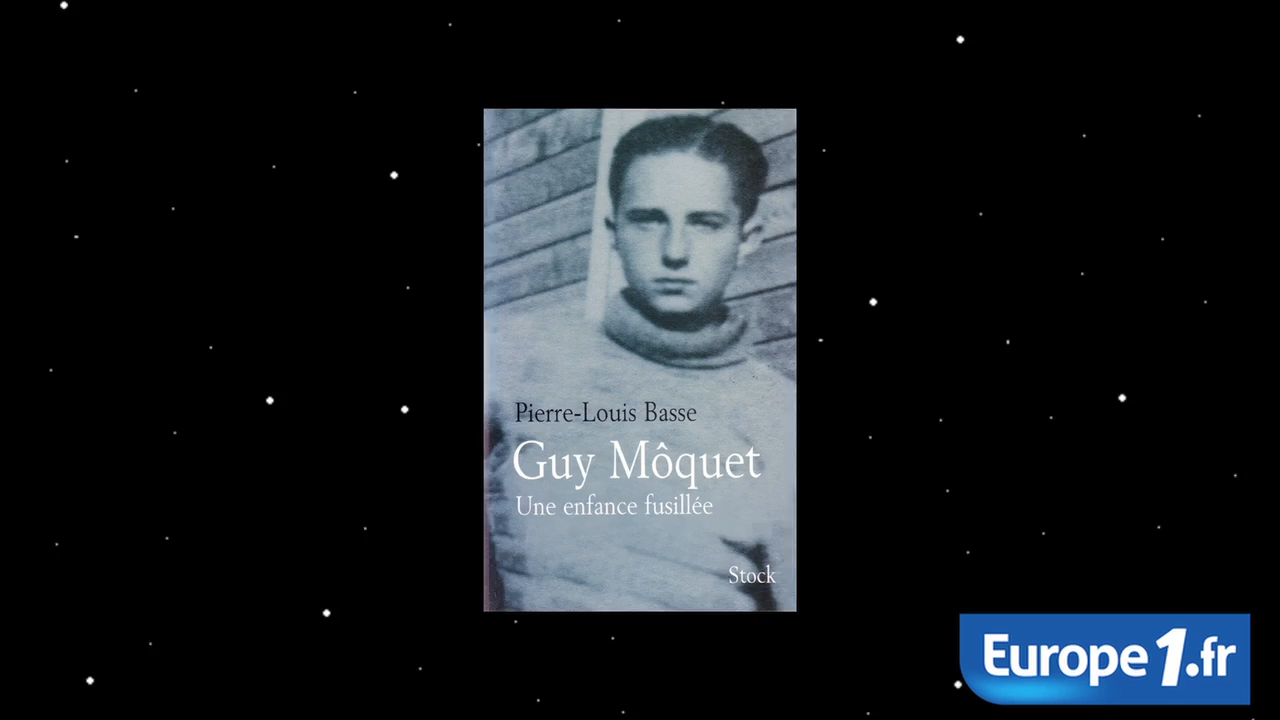 Pierre-Louis Basse
Guy Môquet
Une enfance fusillée
Stock
Europe1.fr